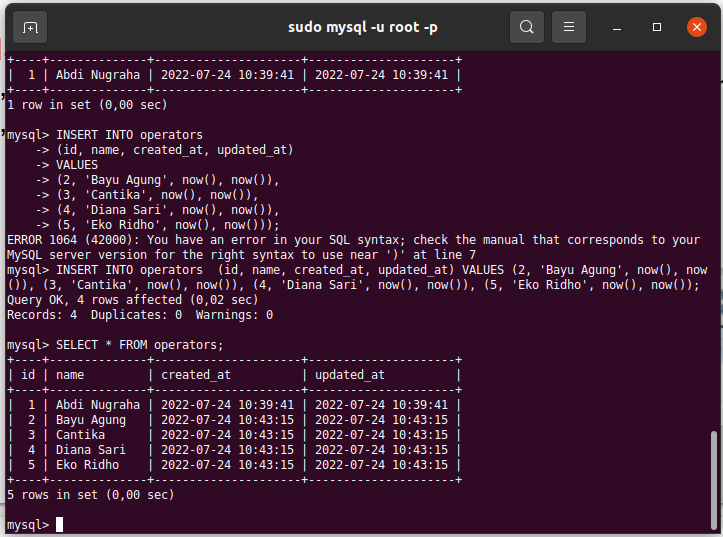 sudo mysql -u root -p
+----+--------------+---------------------+---------------------+
|  1 | Abdi Nugraha | 2022-07-24 10:39:41 | 2022-07-24 10:39:41 |
+----+--------------+---------------------+---------------------+
1 row in set (0,00 sec)
mysql> INSERT INTO operators
    -> (id, name, created_at, updated_at)
    -> VALUES
    -> (2, 'Bayu Agung', now(), now()),
    -> (3, 'Cantika', now(), now()),
    -> (4, 'Diana Sari', now(), now()),
    -> (5, 'Eko Ridho', now(), now()));
ERROR 1064 (42000): You have an error in your SQL syntax; check the manual that corresponds to your
MySQL server version for the right syntax to use near ')' at line 7
mysql> INSERT INTO operators  (id, name, created_at, updated_at) VALUES (2, 'Bayu Agung', now(), now
()), (3, 'Cantika', now(), now()), (4, 'Diana Sari', now(), now()), (5, 'Eko Ridho', now(), now());
Query OK, 4 rows affected (0,02 sec)
Records: 4  Duplicates: 0  Warnings: 0
mysql> SELECT * FROM operators;
+----+--------------+---------------------+---------------------+
| id | name         | created_at          | updated_at          |
+----+--------------+---------------------+---------------------+
|  1 | Abdi Nugraha | 2022-07-24 10:39:41 | 2022-07-24 10:39:41 |
|  2 | Bayu Agung   | 2022-07-24 10:43:15 | 2022-07-24 10:43:15 |
|  3 | Cantika      | 2022-07-24 10:43:15 | 2022-07-24 10:43:15 |
|  4 | Diana Sari   | 2022-07-24 10:43:15 | 2022-07-24 10:43:15 |
|  5 | Eko Ridho    | 2022-07-24 10:43:15 | 2022-07-24 10:43:15 |
+----+--------------+---------------------+---------------------+
5 rows in set (0,00 sec)
mysql>